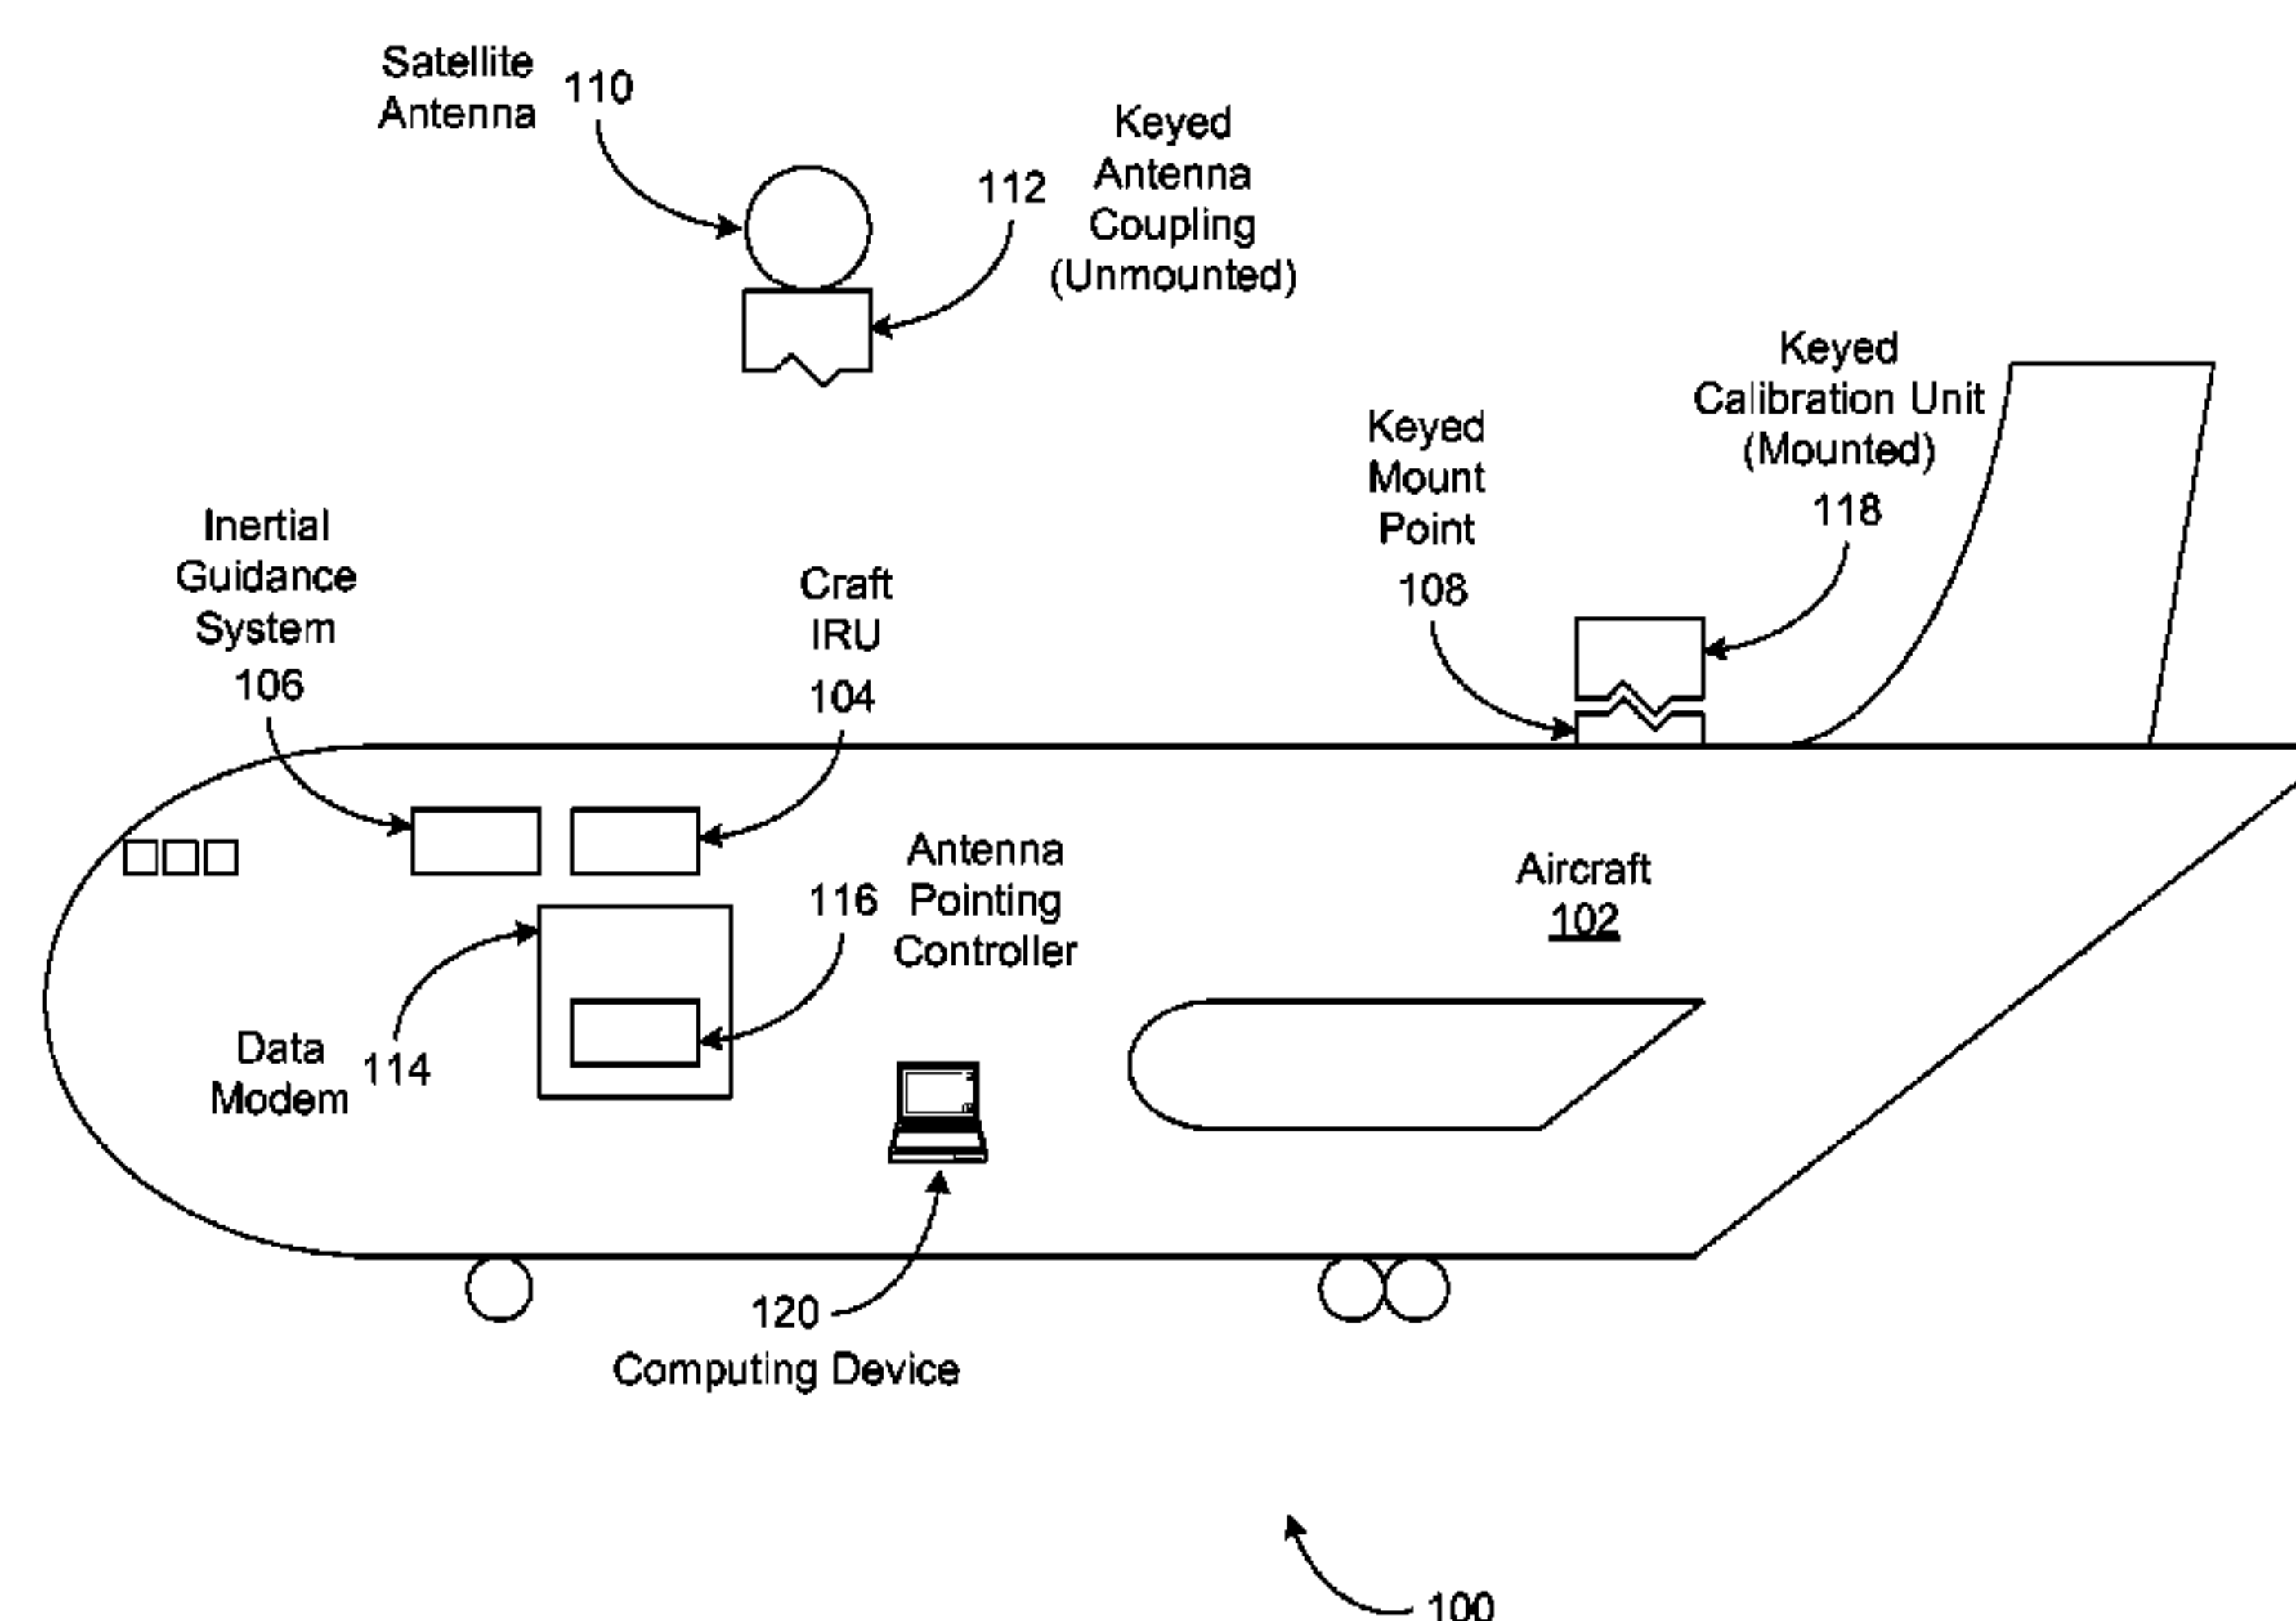 Satellite
Antenna
110
Keyed
Antenna
Coupling
(Unmounted)
112
Keyed
Calibration Unit
(Mounted)
118
Keyed
Mount
Point
108
Inertial
Guidance
System
106
Craft
IRU
104
Antenna
Pointing
Controller
116
Aircraft
102
Data
Modem
114
120
Computing Device
100